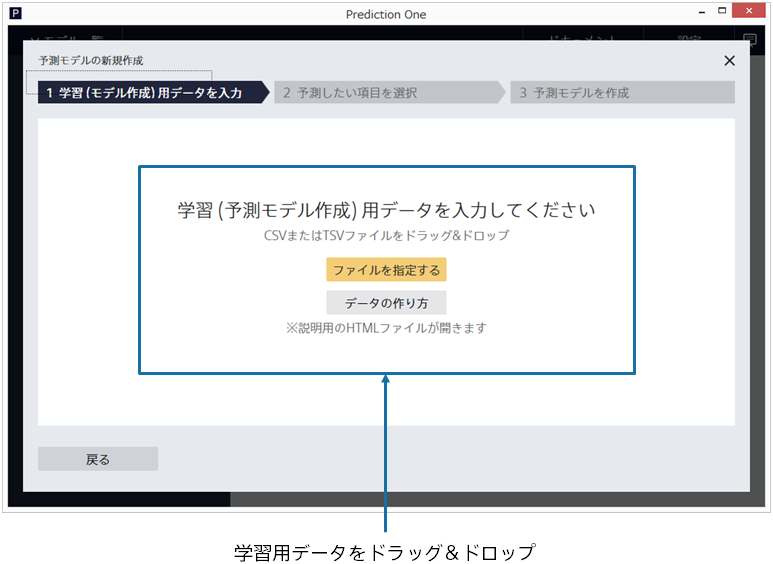 P
Prediction One
予測モデルの新規作成
1 学習 (モデル作成) 用データを入力
2 予測したい項目を選択
3 予測モデルを作成
学習 (予測モデル作成) 用データを入力してください
CSVまたはTSVファイルをドラッグ&ドロップ
ファイルを指定する
データの作り方
※説明用のHTMLファイルが開きます
戻る
学習用データをドラッグ＆ドロップ